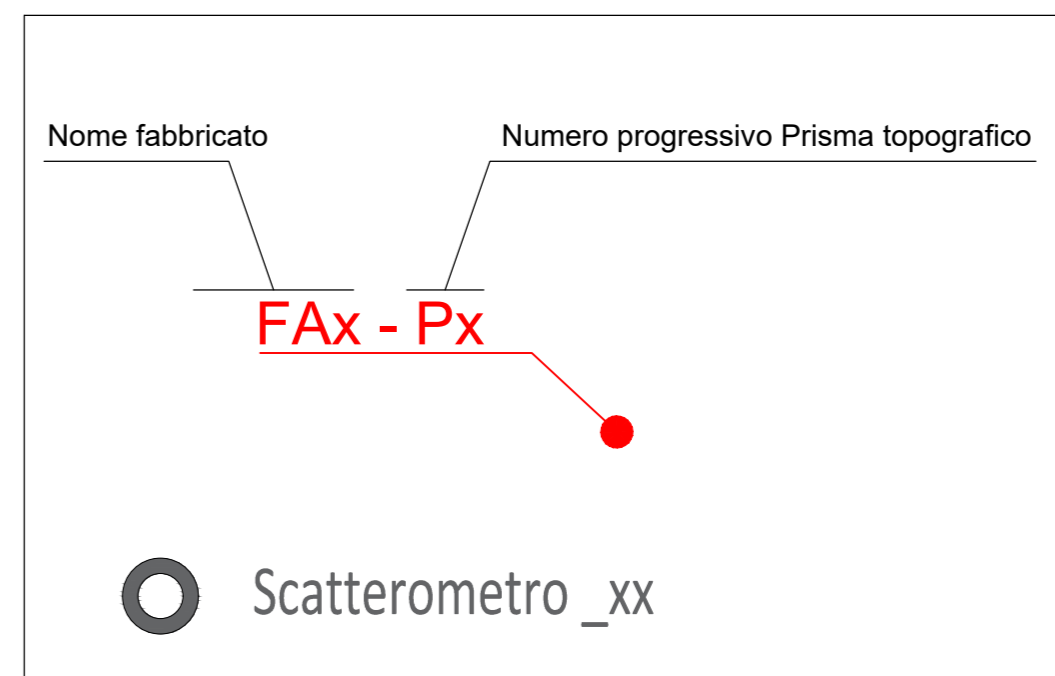 Nome fabbricato
Numero progressivo Prisma topografico
FAx - Px
Scatterometro _xx